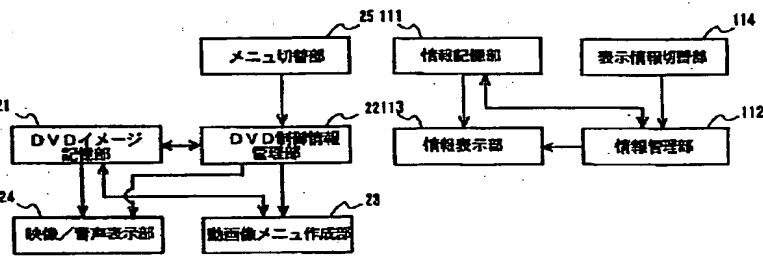 25 111
114
メニュー切替部
情報記憶部
表示情報切替部
21
22113
112
DVDイメージ
記憶部
DVD制御情報
管理部
情報表示部
情報管理部
24
23
映像/音声表示部
動画像メニュー作成部